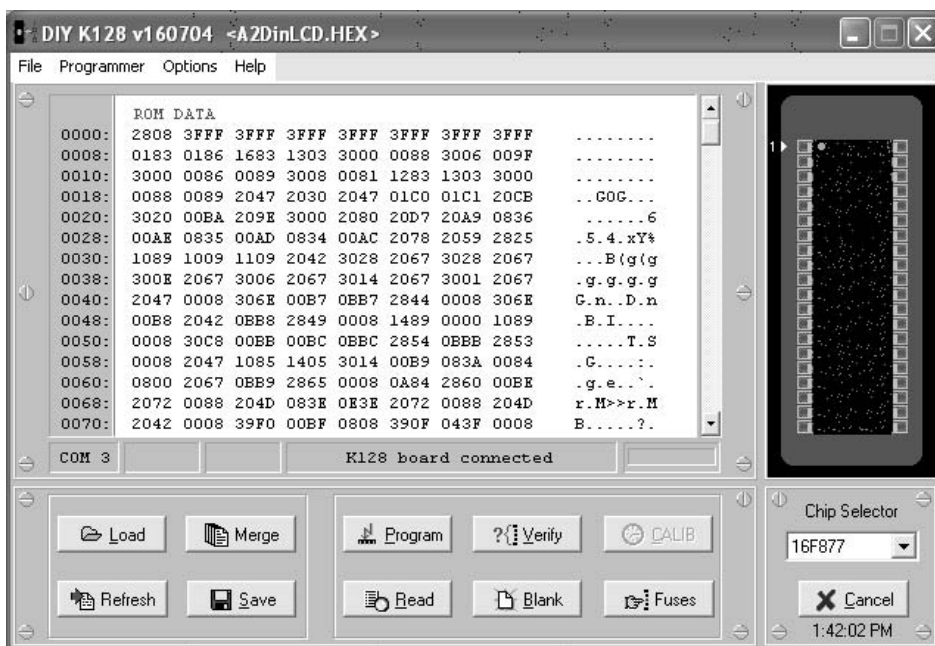 DIY K128 v160704 <A2DinLCD.HEX>
File Programmer Options Help
ROM DATA
0000: 2808 3FFF 3FFF 3FFF 3FFF 3FFF 3FFF 3FFF ........
0008: 0183 0186 1683 1303 3000 0088 3006 009F ........
0010: 3000 0086 0089 3008 0081 1283 1303 3000 ........
0018: 0088 0089 2047 2030 2047 01C0 01C1 20CB ..G0G...
0020: 3020 00BA 209E 3000 2080 20D7 20A9 0836 ......6
0028: 00AE 0835 00AD 0834 00AC 2078 2059 2825 .5.4.xY%
0030: 1089 1009 1109 2042 3028 2067 3028 2067 ...B(g(g
0038: 300E 2067 3006 2067 3014 2067 3001 2067 .g.g.g.g
0040: 2047 0008 306E 00B7 0BB7 2844 0008 306E G.n..D.n
0048: 00B8 2042 0BB8 2849 0008 1489 0000 1089 .B.I....
0050: 0008 30C8 00BB 00BC 0BBC 2854 0BBB 2853 .....T.S
0058: 0008 2047 1085 1405 3014 00B9 083A 0084 .G....:.
0060: 0800 2067 0BB9 2865 0008 0A84 2860 00BE .g.e..`.
0068: 2072 0088 204D 083E 0E3E 2072 0088 204D r.M>>r.M
0070: 2042 0008 39F0 00BF 0808 390F 043F 0008 B.....?.
COM 3 K128 board connected
1
Load Merge Program ?{ Verify CALIB
Refresh Save Read Blank Fuses
Chip Selector
16F877
Cancel
1:42:02 PM